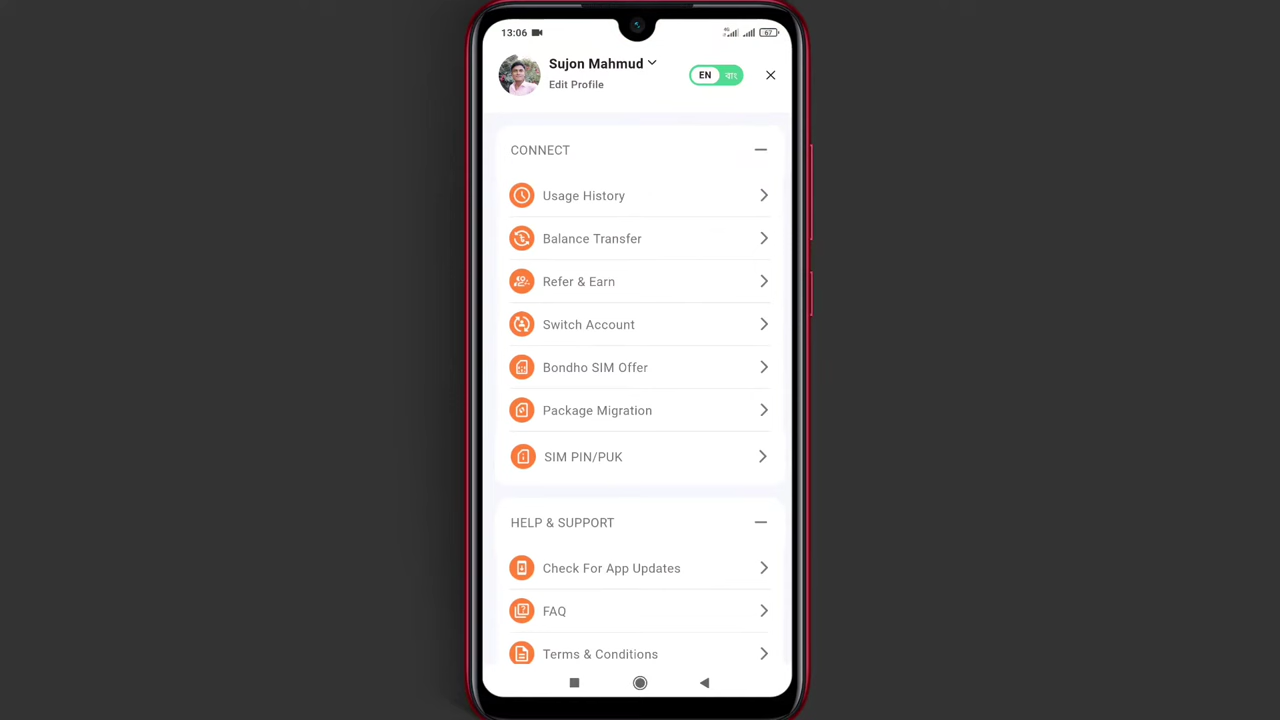 13:06
67
Sujon Mahmud
Edit Profile
EN বাং
CONNECT
Usage History
Balance Transfer
Refer & Earn
Switch Account
Bondho SIM Offer
Package Migration
SIM PIN/PUK
HELP & SUPPORT
Check For App Updates
FAQ
Terms & Conditions